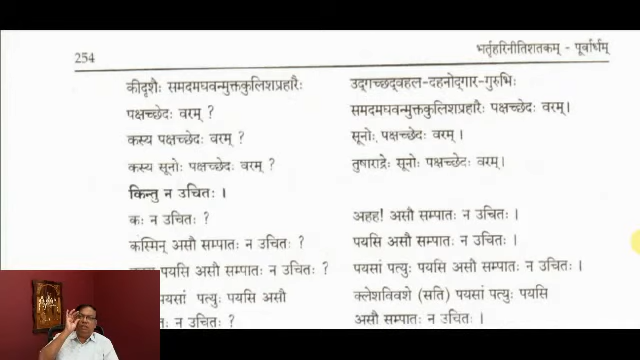 254
भर्तृहरिनीतिशतकम् - पूर्वार्धम्
कीदृशैः समदमघवन्मुक्तकुलिशप्रहारैः उद्गच्छद्वहल-दहनोद्गार-गुरुभिः
पक्षच्छेदः वरम् ? समदमघवन्मुक्तकुलिशप्रहारैः पक्षच्छेदः वरम्।
कस्य पक्षच्छेदः वरम् ? सूनोः पक्षच्छेदः वरम् ।
कस्य सूनोः पक्षच्छेदः वरम् ? तुषाराद्रेः सूनोः पक्षच्छेदः वरम्।
किन्तु न उचितः ।
कः न उचितः ? अहह! असौ सम्पातः न उचितः ।
कस्मिन् असौ सम्पातः न उचितः ? पयसि असौ सम्पातः न उचितः ।
पयसि असौ सम्पातः न उचितः ? पयसां पत्युः पयसि असौ सम्पातः न उचितः ।
पयसां पत्युः पयसि असौ क्लेशविवशे (सति) पयसां पत्युः पयसि
न उचितः ? असौ सम्पातः न उचितः ।